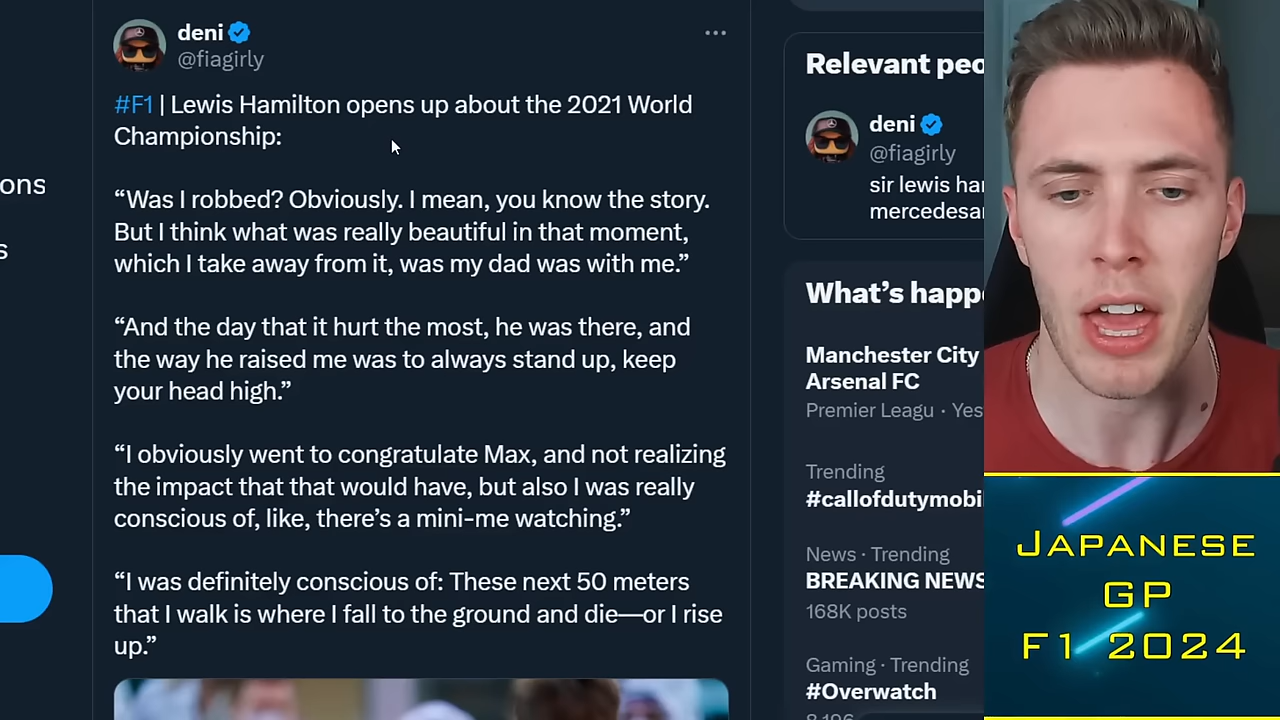 deni
@fiagirly
#F1 | Lewis Hamilton opens up about the 2021 World
Championship:
“Was I robbed? Obviously. I mean, you know the story.
But I think what was really beautiful in that moment,
which I take away from it, was my dad was with me.”
“And the day that it hurt the most, he was there, and
the way he raised me was to always stand up, keep
your head high.”
“I obviously went to congratulate Max, and not realizing
the impact that that would have, but also I was really
conscious of, like, there’s a mini-me watching.”
“I was definitely conscious of: These next 50 meters
that I walk is where I fall to the ground and die—or I rise
up.”
ons
s
Relevant peo
deni
@fiagirly
sir lewis ha
mercedesa
What’s happ
Manchester City
Arsenal FC
Premier Leagu · Yes
Trending
#callofdutymobi
News · Trending
BREAKING NEWS
168K posts
Gaming · Trending
#Overwatch
JAPANESE
GP
F1 2024